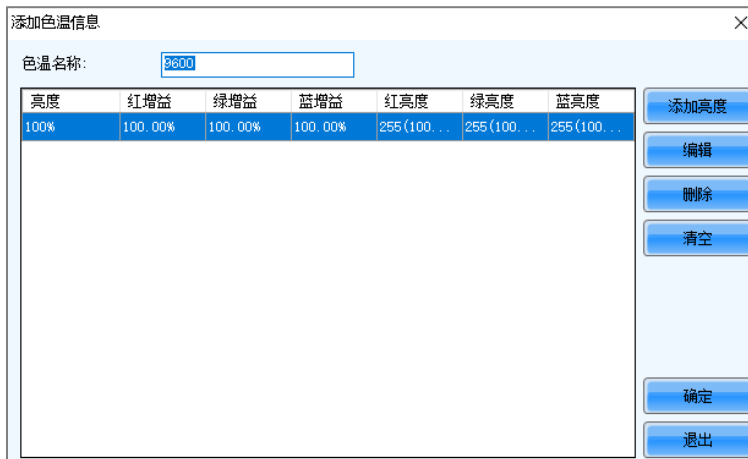 添加色温信息
色温名称: 9600
亮度 红增益 绿增益 蓝增益 红亮度 绿亮度 蓝亮度
100% 100.00% 100.00% 100.00% 255(100... 255(100... 255(100...
添加亮度
编辑
删除
清空
确定
退出